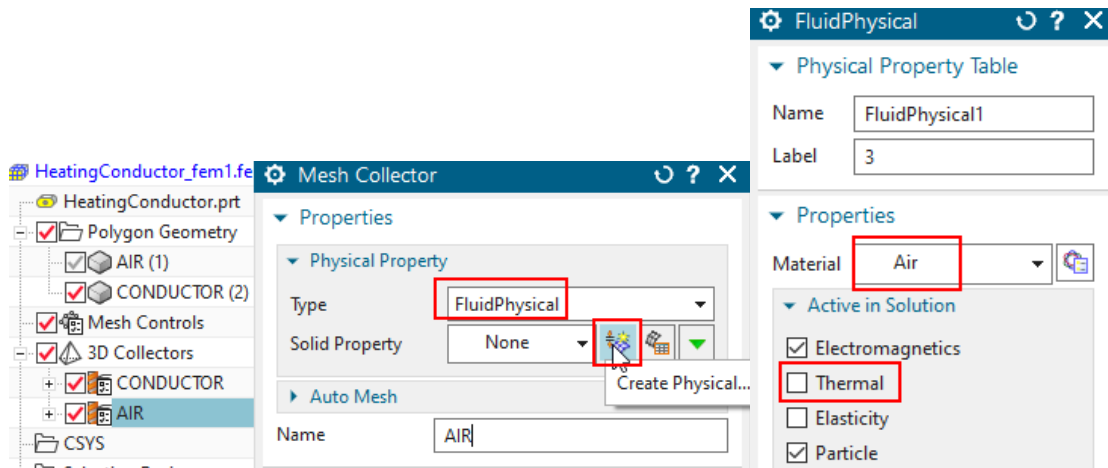 HeatingConductor_fem1.fe
HeatingConductor.prt
Polygon Geometry
AIR (1)
CONDUCTOR (2)
Mesh Controls
3D Collectors
CONDUCTOR
AIR
CSYS
Mesh Collector
Properties
Physical Property
Type FluidPhysical
Solid Property None
Create Physical...
Auto Mesh
Name AIR
FluidPhysical
Physical Property Table
Name FluidPhysical1
Label 3
Properties
Material Air
Active in Solution
Electromagnetics
Thermal
Elasticity
Particle